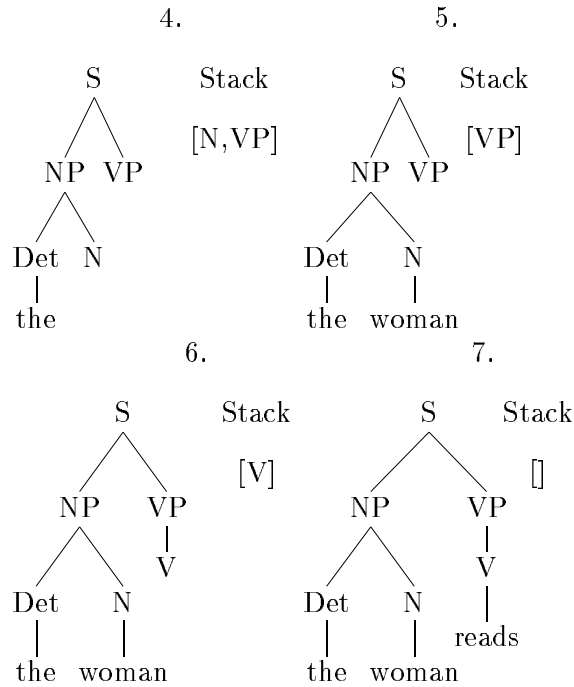 4. 5.
S Stack S Stack
[N,VP] [VP]
NP VP NP VP
Det N Det N
the the woman
6. 7.
S Stack S Stack
[V] []
NP VP NP VP
V V
Det N Det N
reads
the woman the woman